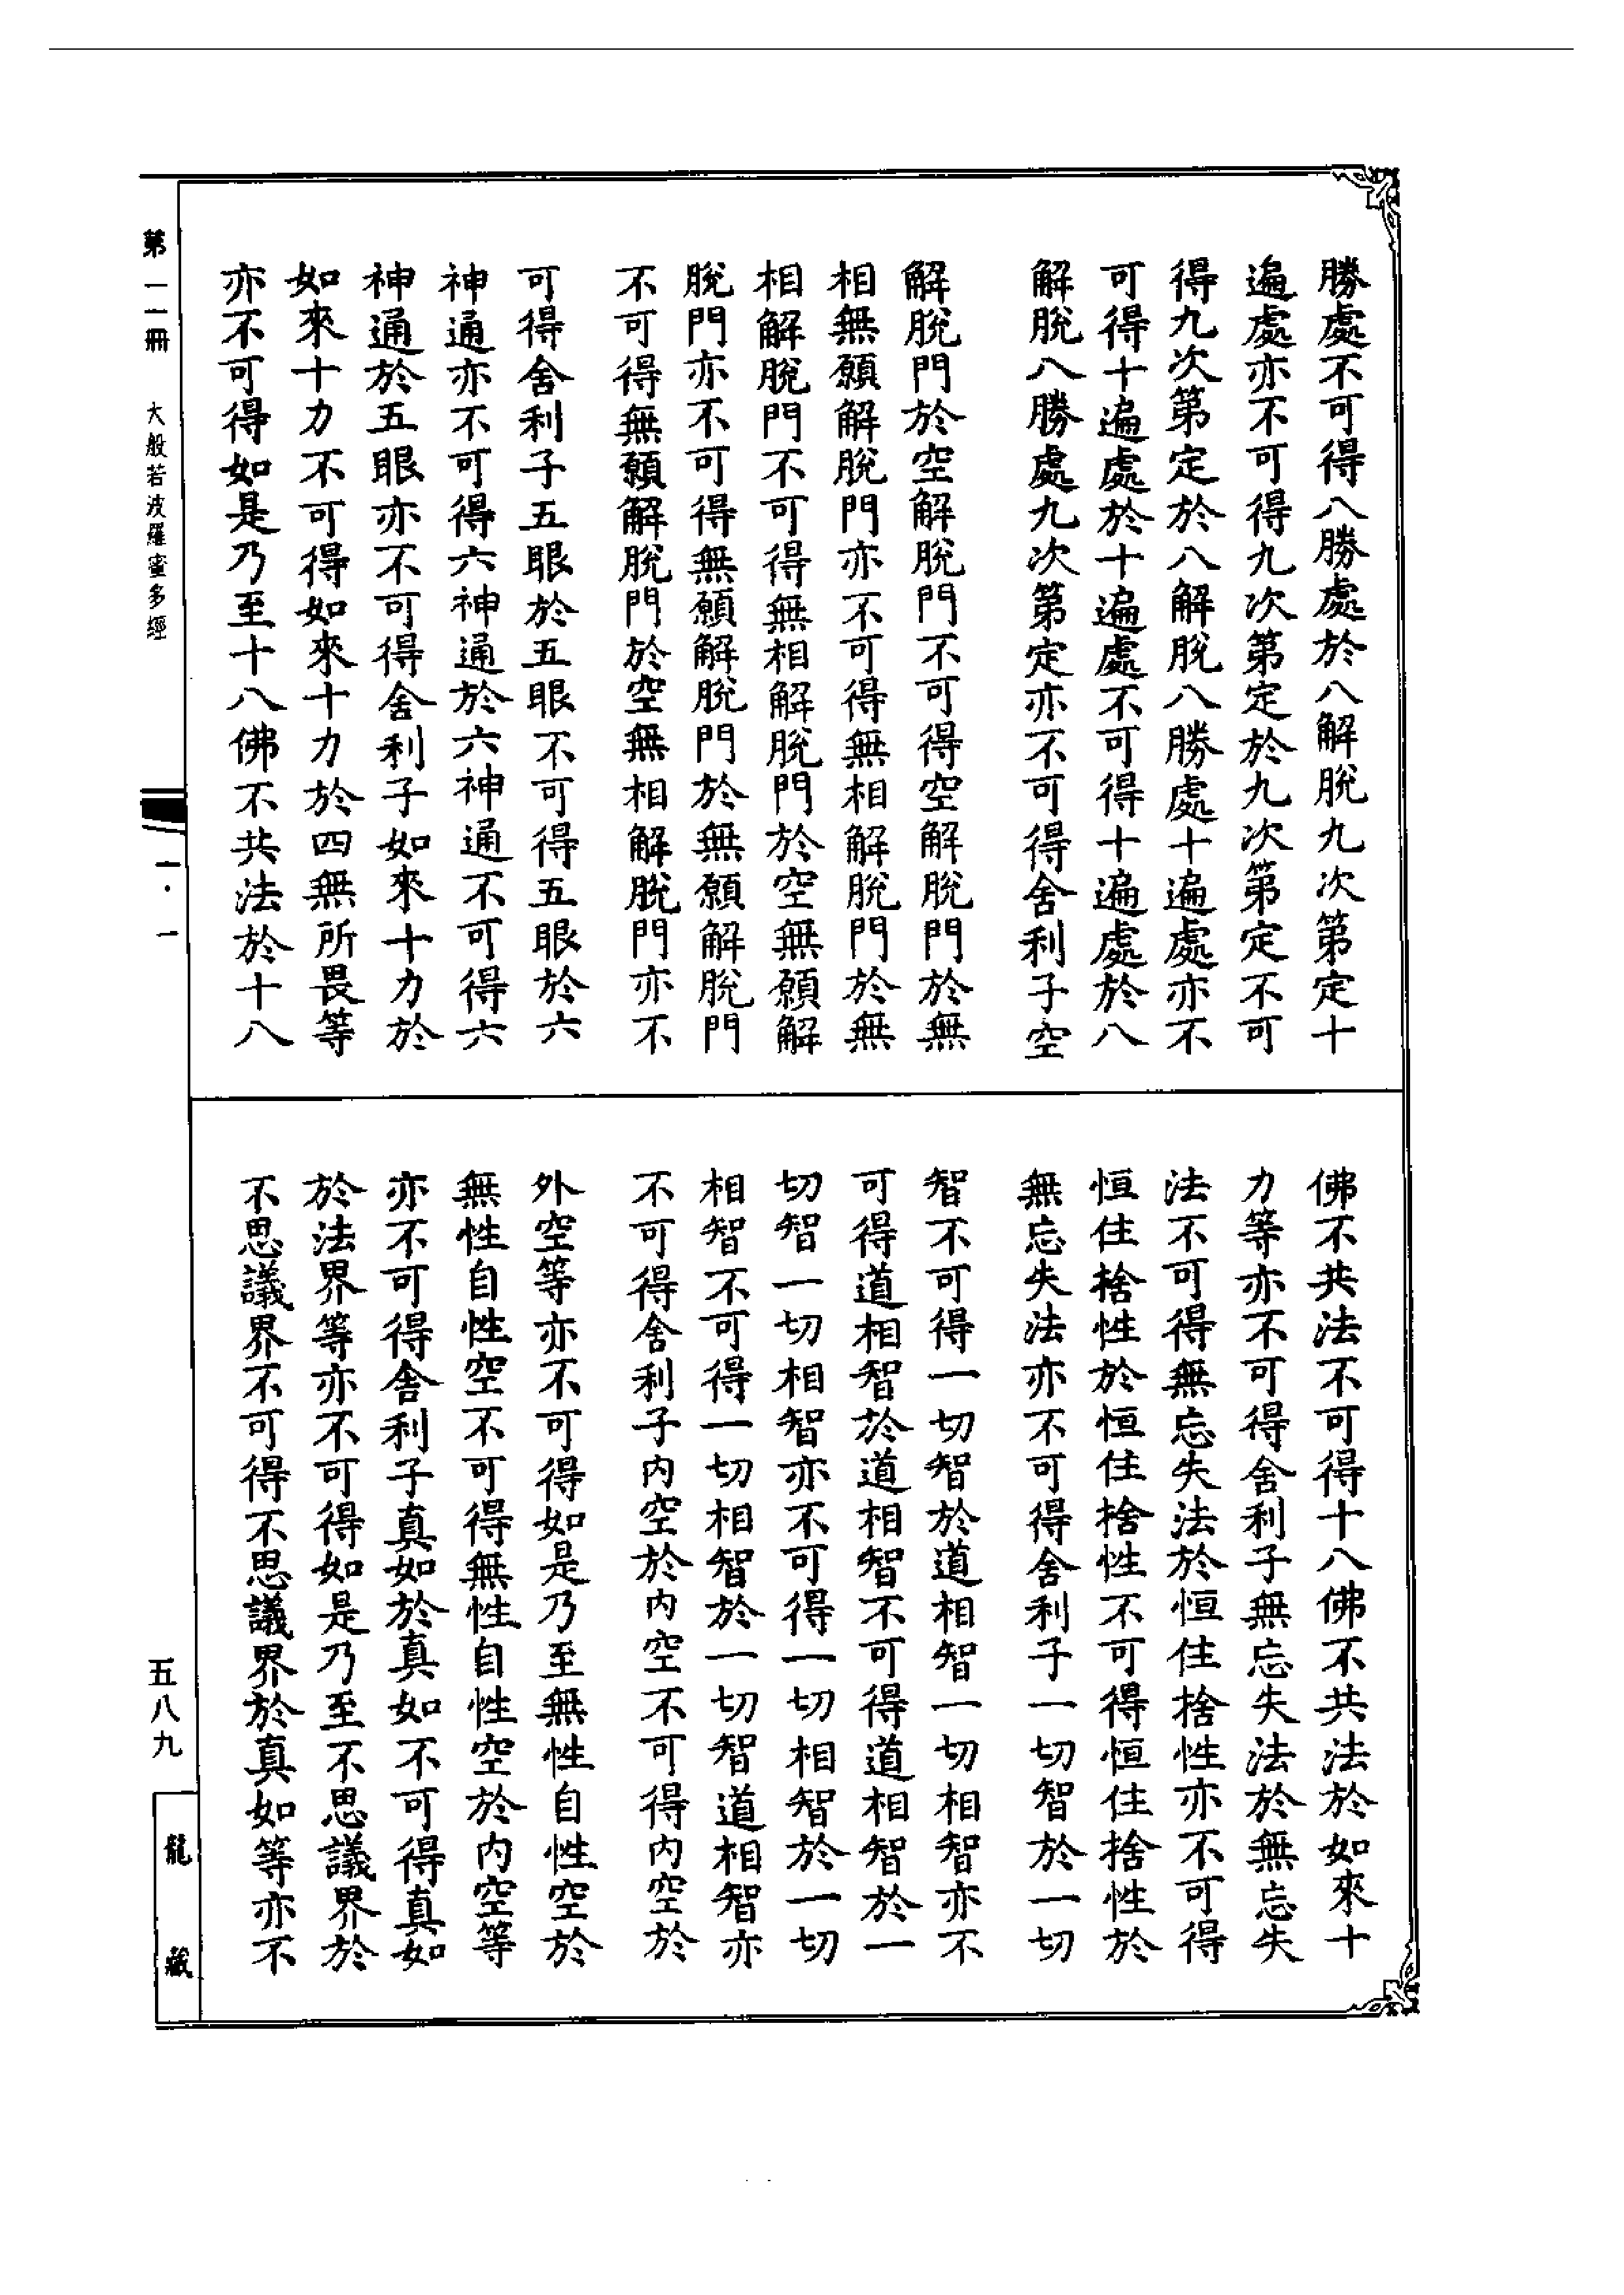 勝處不可得八勝處於八解脫九次第定十
遍處亦不可得九次第定於九次第定不可
得九次第定於八解脫八勝處十遍處亦不
可得十遍處於十遍處不可得十遍處於八
解脫八勝處九次第定亦不可得舍利子空
解脫門於空解脫門不可得空解脫門於無
相無願解脫門亦不可得無相解脫門於無
相解脫門不可得無相解脫門於空無願解
脫門亦不可得無願解脫門於無願解脫門
不可得無願解脫門於空無相解脫門亦不
可得舍利子五眼於五眼不可得五眼於六
神通亦不可得六神通於六神通不可得六
神通於五眼亦不可得舍利子如來十力於
如來十力不可得如來十力於四無所畏等
亦不可得如是乃至十八佛不共法於十八
佛不共法不可得十八佛不共法於如來十
力等亦不可得舍利子無忘失法於無忘失
法不可得無忘失法於恒住捨性亦不可得
恒住捨性於恒住捨性不可得恒住捨性於
無忘失法亦不可得舍利子一切智於一切
智不可得一切智於道相智一切相智亦不
可得道相智於道相智不可得道相智於一
切智一切相智亦不可得一切相智於一切
相智不可得一切相智於一切智道相智亦
不可得舍利子內空於內空不可得內空於
外空等亦不可得如是乃至無性自性空於
無性自性空不可得無性自性空於內空等
亦不可得舍利子真如於真如不可得真如
於法界等亦不可得如是乃至不思議界於
不思議界不可得不思議界於真如等亦不
第一一冊 大般若波羅蜜多經
一·一
五八九
龍藏